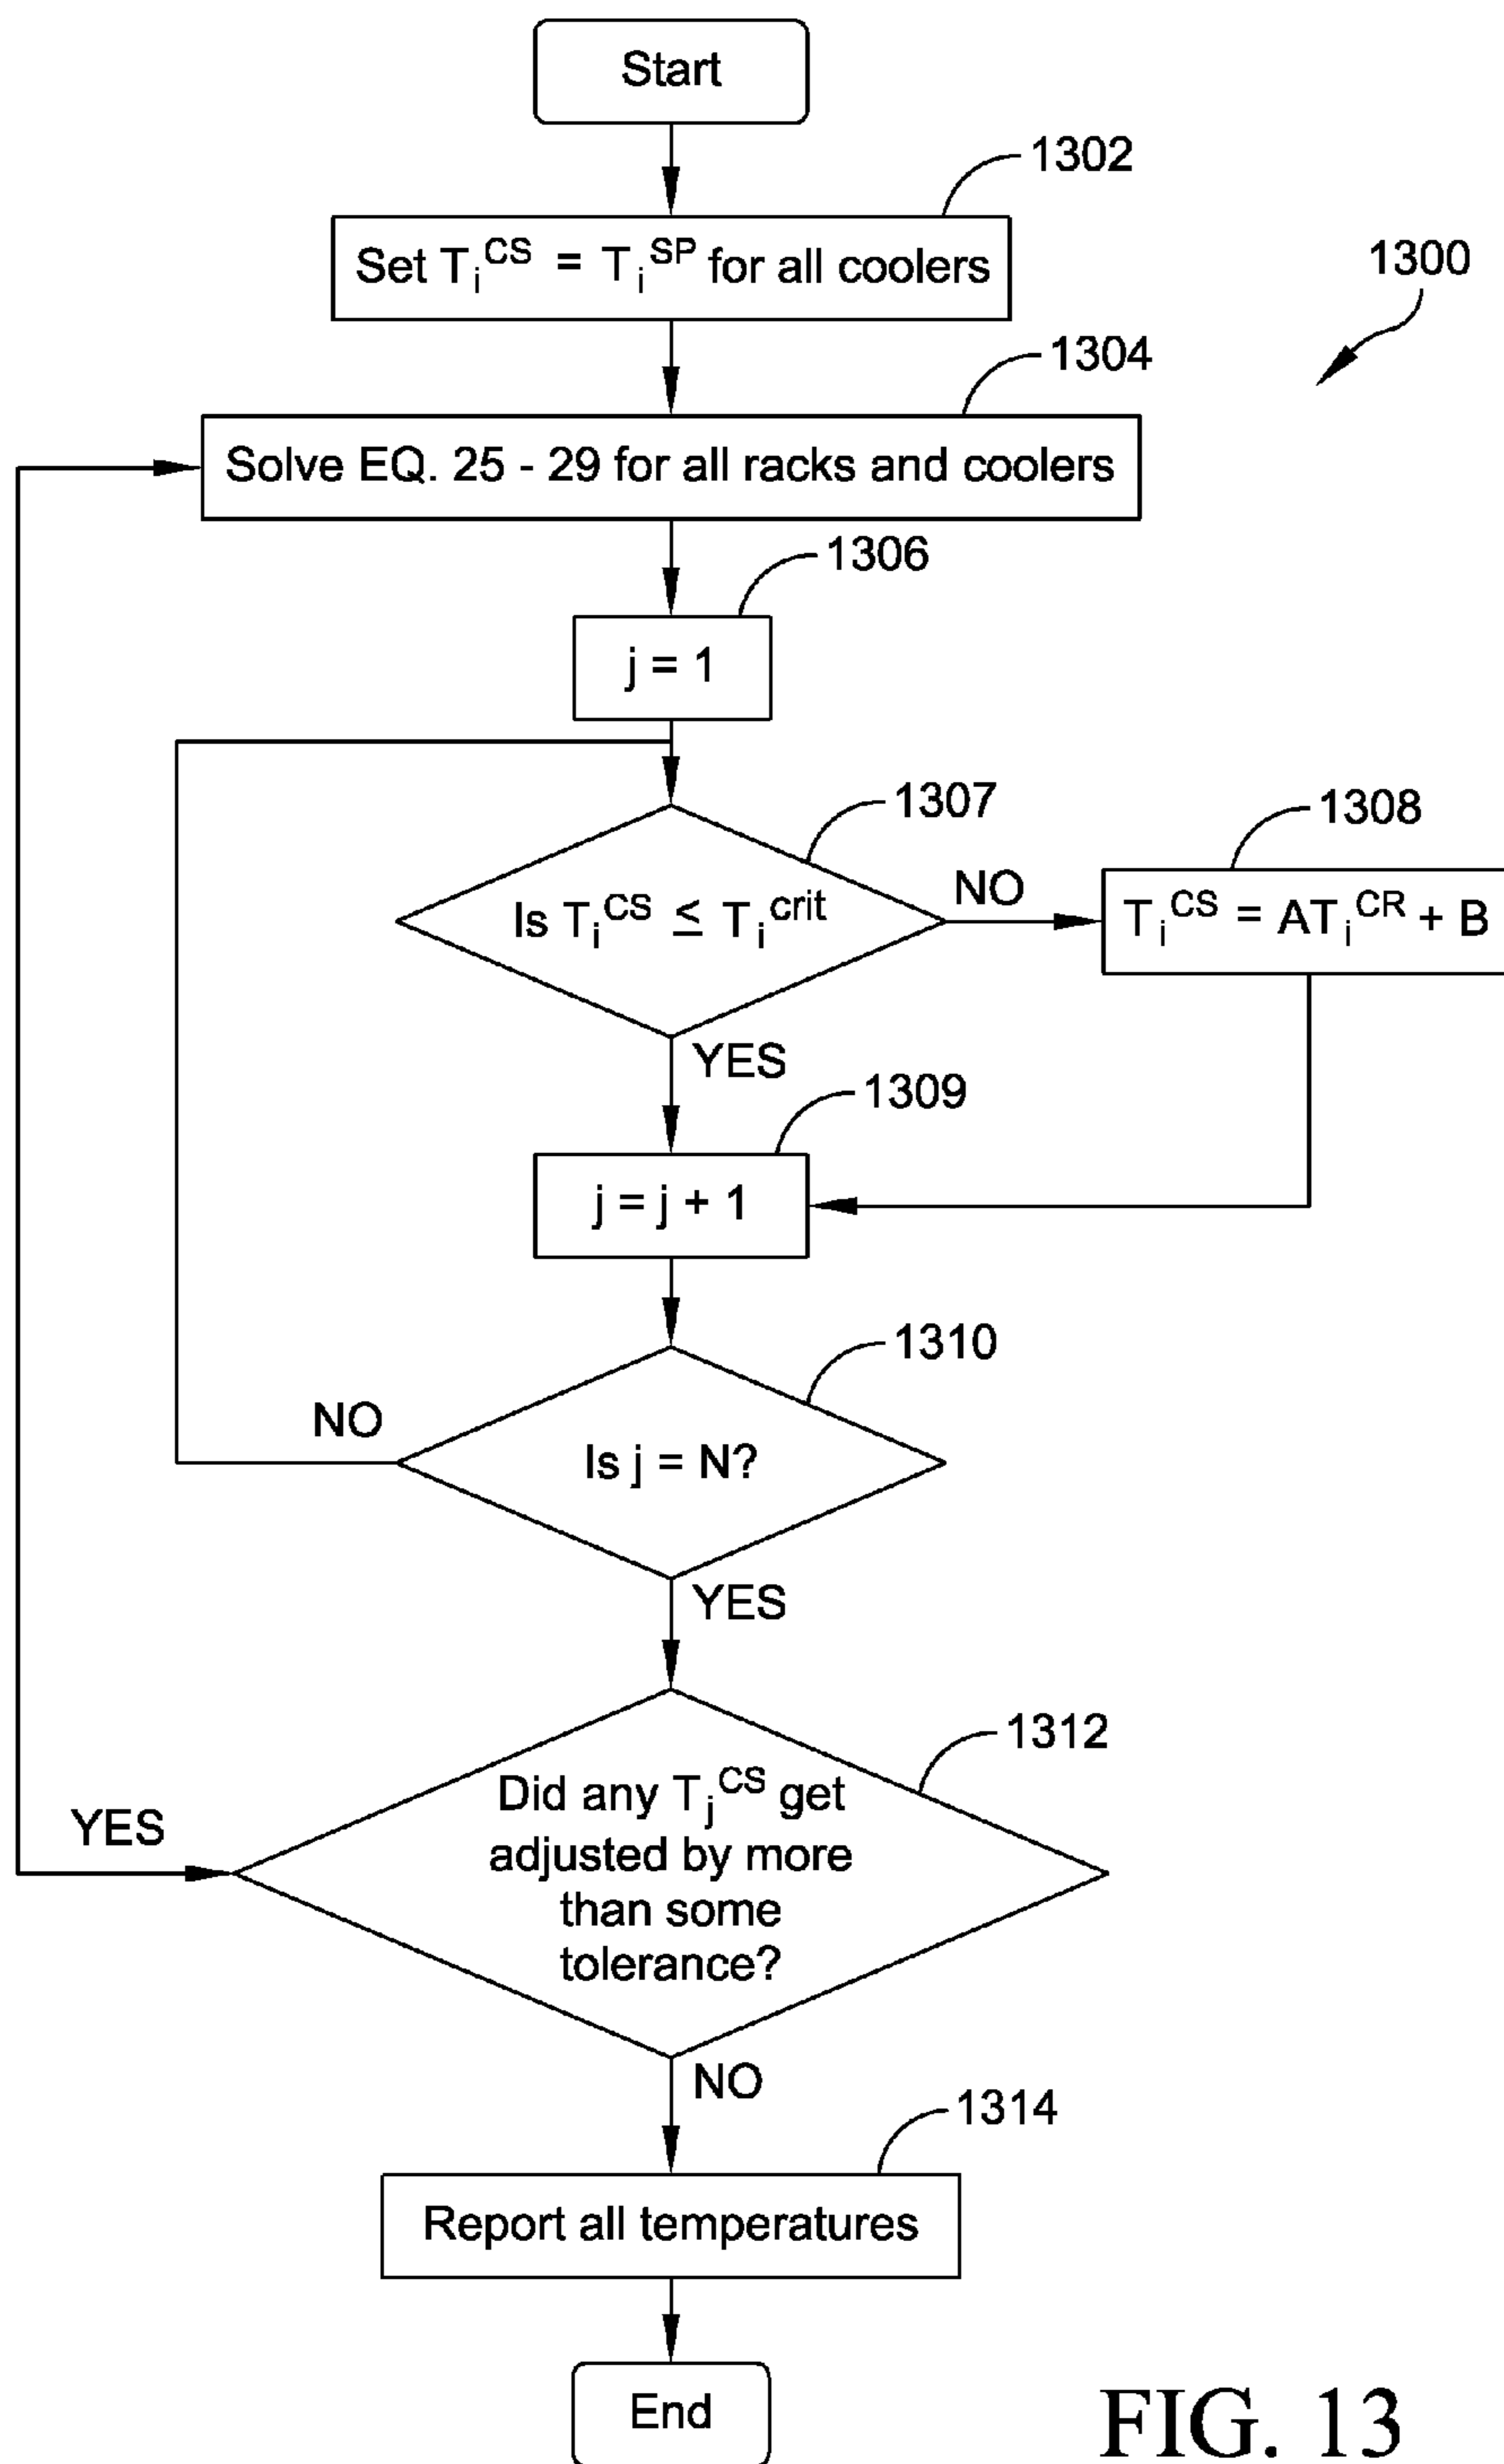 Start
1302
Set T_i^CS = T_i^SP for all coolers
1300
1304
Solve EQ. 25 - 29 for all racks and coolers
1306
j = 1
1307
Is T_i^CS ≤ T_i^crit
NO
1308
T_i^CS = AT_i^CR + B
YES
1309
j = j + 1
1310
NO
Is j = N?
YES
1312
Did any T_j^CS get
adjusted by more
than some
tolerance?
YES
NO
1314
Report all temperatures
End
FIG. 13